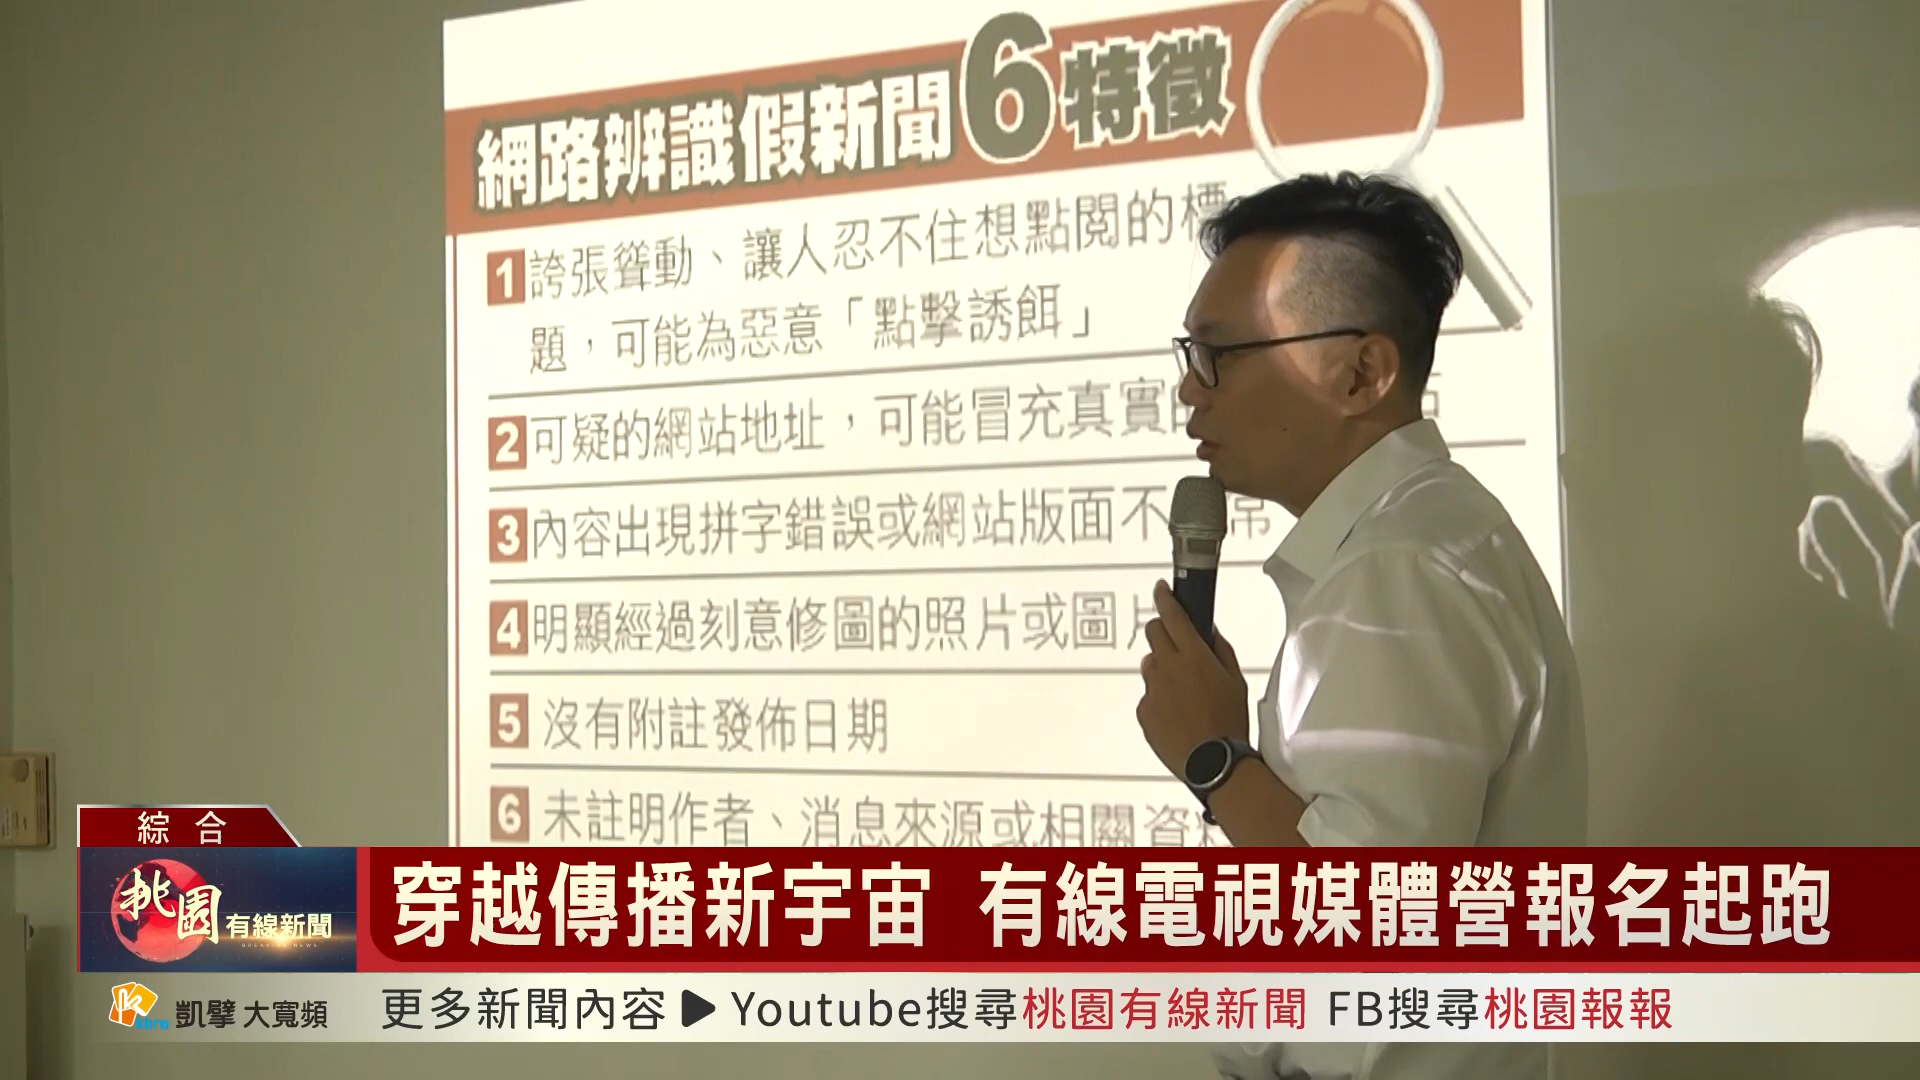 網路辨識假新聞6特徵
1 誇張聳動、讓人忍不住想點閱的標
題，可能為惡意「點擊誘餌」
2 可疑的網站地址，可能冒充真實
3 內容出現拼字錯誤或網站版面不 常
4 明顯經過刻意修圖的照片或圖片
5 沒有附註發佈日期
6 未註明作者、消息來源或相關資料
綜合
桃園有線新聞
BREAKING NEWS
穿越傳播新宇宙 有線電視媒體營報名起跑
kbro 凱擘大寬頻
更多新聞內容▶Youtube搜尋桃園有線新聞 FB搜尋桃園報報